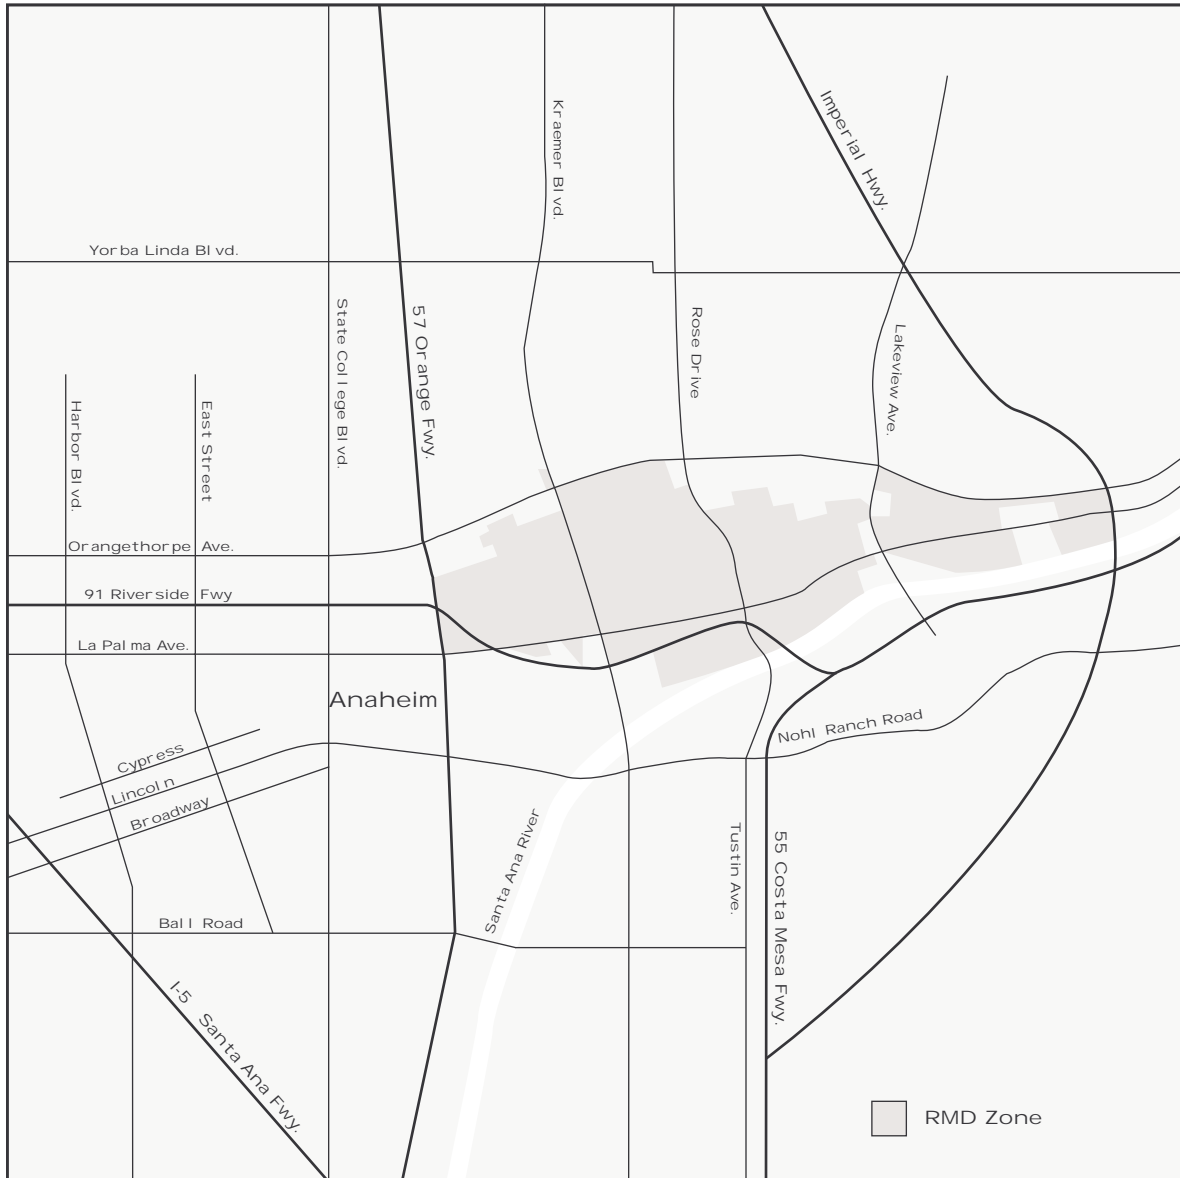 Kraemer Blvd.
Imperial Hwy.
Yorba Linda Blvd.
State College Blvd.
57 Orange Fwy.
Rose Drive
Lakeview Ave.
Harbor Blvd.
East Street
Orangethorpe Ave.
91 Riverside Fwy
La Palma Ave.
Anaheim
Nohl Ranch Road
Cypress
Lincoln
Broadway
Santa Ana River
Tustin Ave.
55 Costa Mesa Fwy.
Ball Road
I-5 Santa Ana Fwy.
RMD Zone